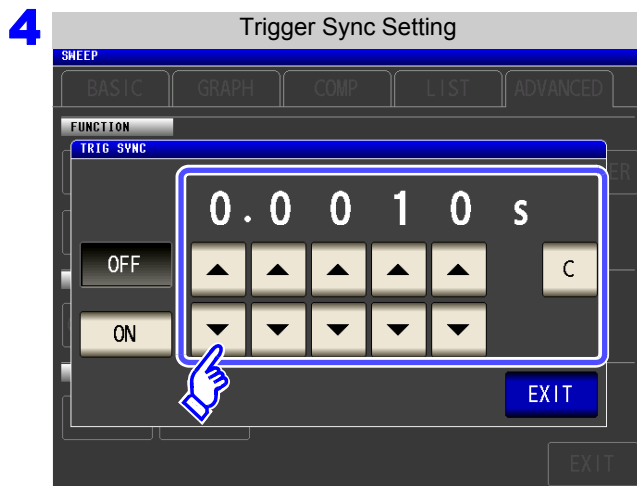 4
Trigger Sync Setting
SWEEP
BASIC GRAPH COMP LIST ADVANCED
FUNCTION
TRIG SYNC
ER
0.0010 s
OFF C
ON
EXIT
EXIT